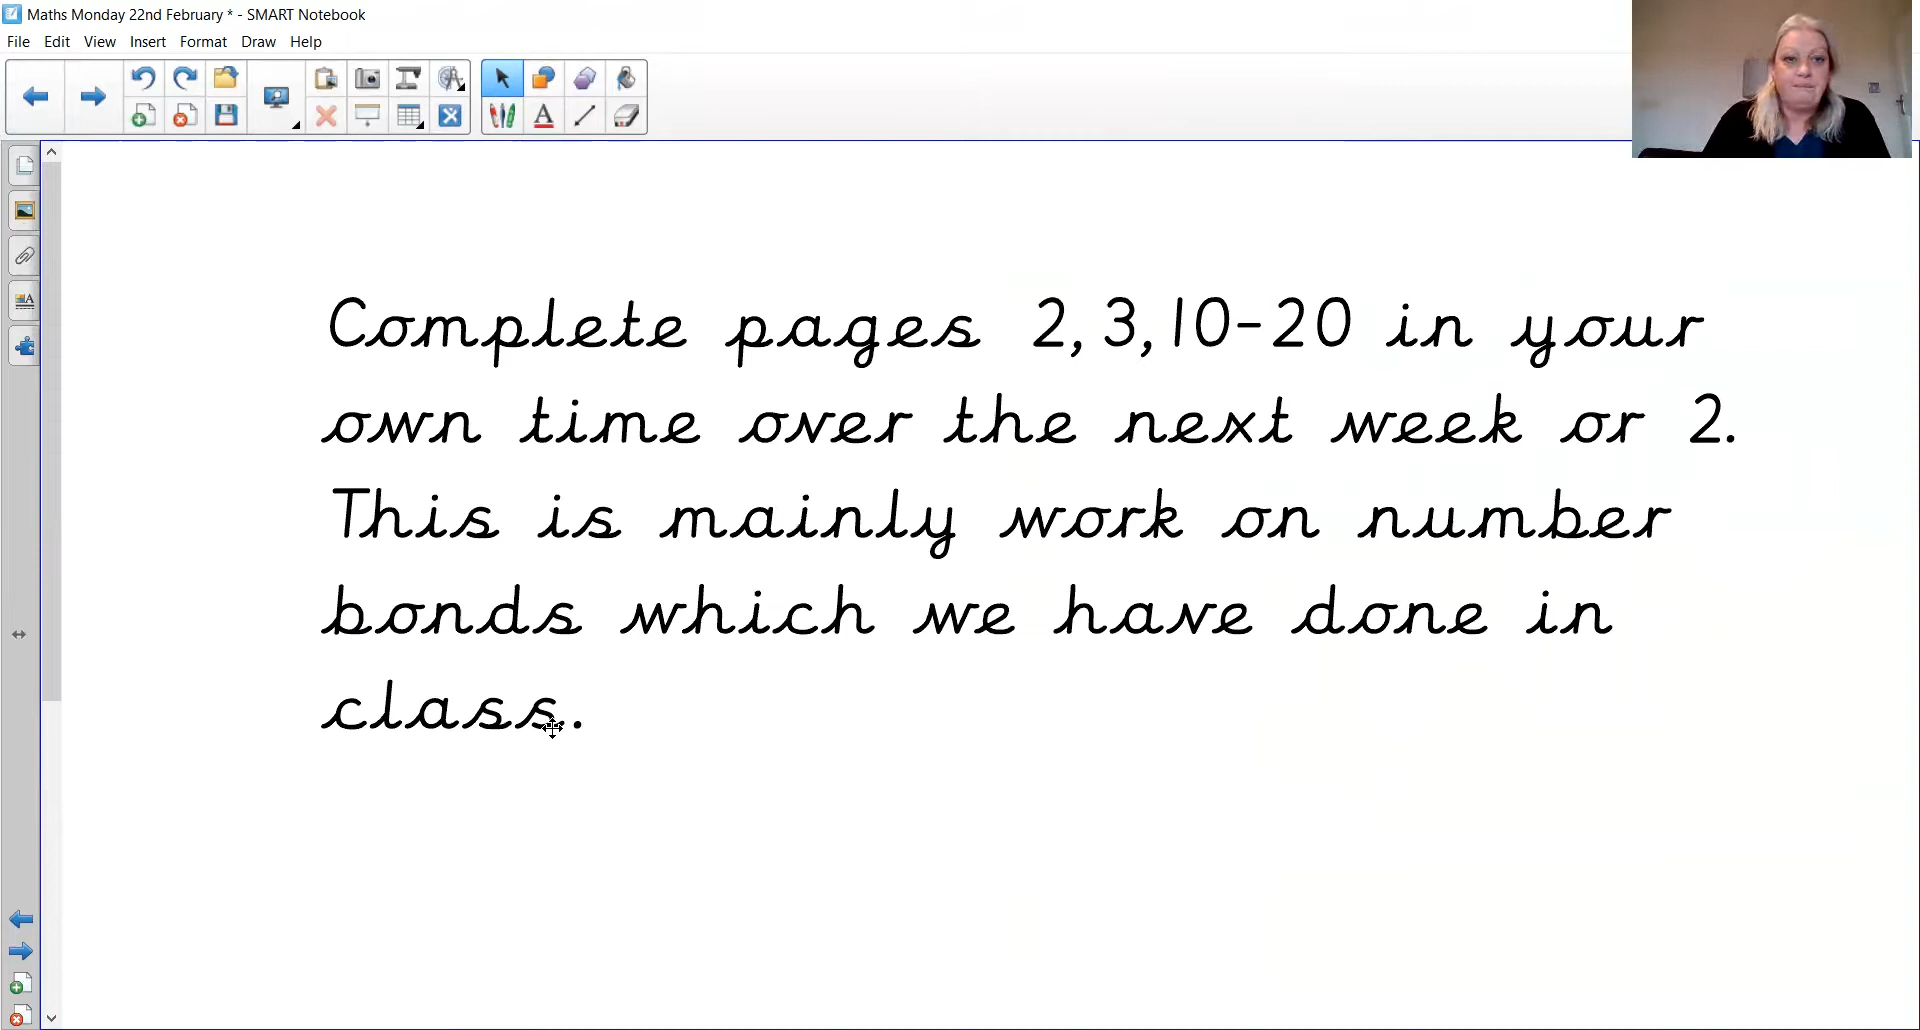 Maths Monday 22nd February * - SMART Notebook
File Edit View Insert Format Draw Help
Complete pages 2, 3, 10-20 in your
own time over the next week or 2.
This is mainly work on number
bonds which we have done in
class.